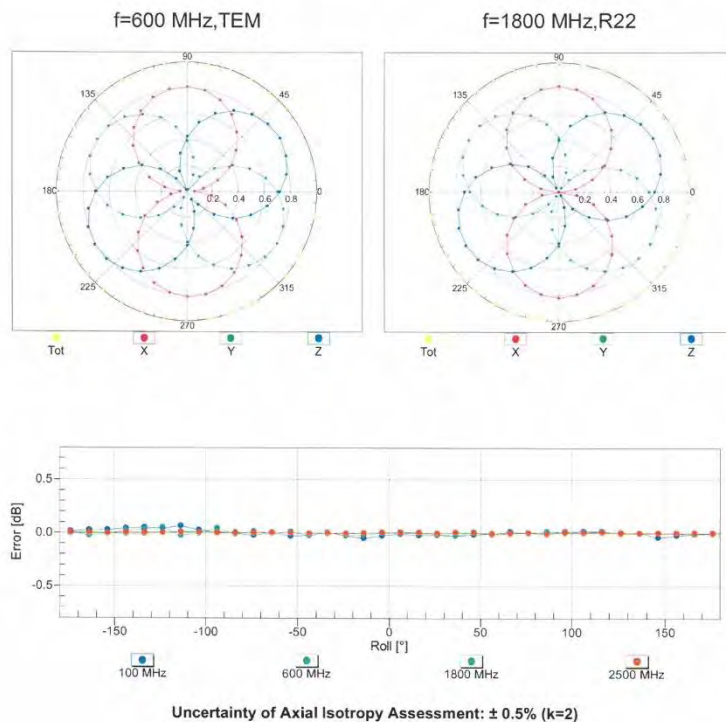 f=600 MHz,TEM
f=1800 MHz,R22
90
135
45
180
0.2 0.4 0.6 0.8
0
225
315
270
Tot X Y Z
90
135
45
180
0.2 0.4 0.6 0.8
0
225
315
270
Tot X Y Z
Error [dB]
0.5
0.0
-0.5
-150 -100 -50 0 50 100 150
Roll [°]
100 MHz 600 MHz 1800 MHz 2500 MHz
Uncertainty of Axial Isotropy Assessment: ± 0.5% (k=2)